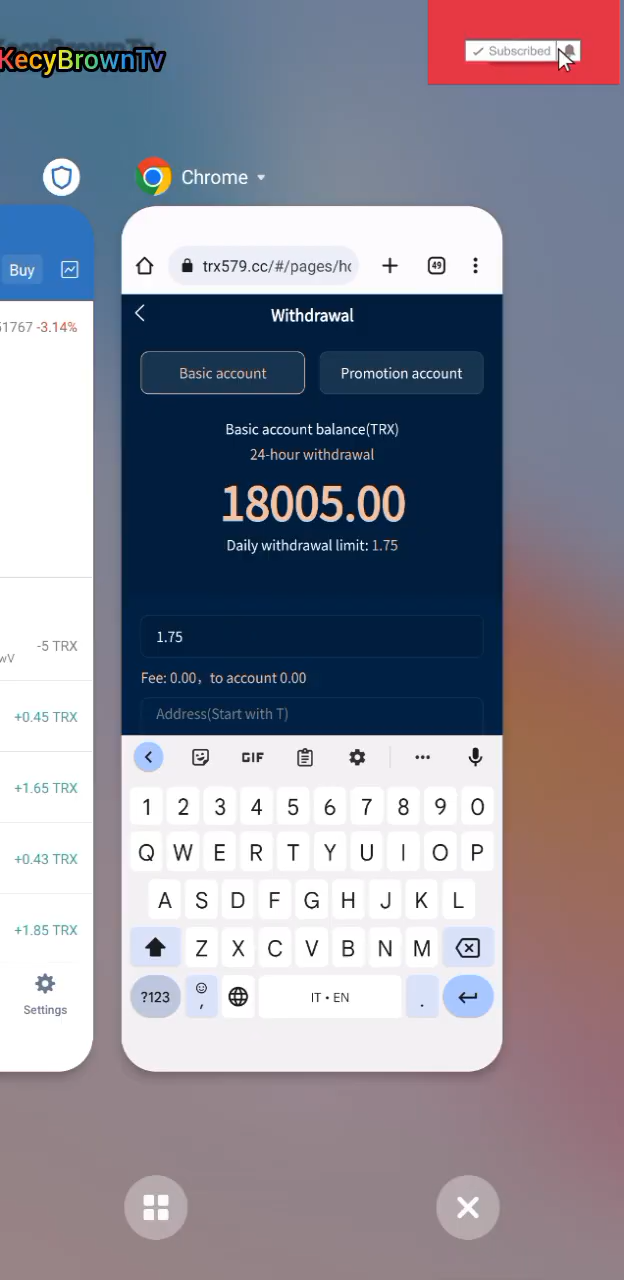 KecyBrownTv
Subscribed
Chrome
Buy
trx579.cc/#/pages/h
49
51767 -3.14%
Withdrawal
Basic account
Promotion account
Basic account balance(TRX)
24-hour withdrawal
18005.00
Daily withdrawal limit: 1.75
1.75
-5 TRX
wV
Fee: 0.00, to account 0.00
Address(Start with T)
+0.45 TRX
GIF
+1.65 TRX
1 2 3 4 5 6 7 8 9 0
Q W E R T Y U I O P
+0.43 TRX
A S D F G H J K L
+1.85 TRX
Z X C V B N M
?123
,
IT • EN
.
Settings